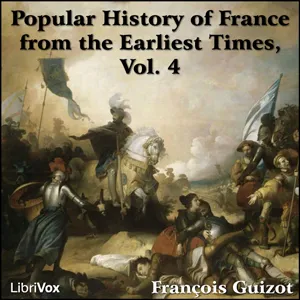 Popular History of France
from the Earliest Times,
Vol. 4
LibriVox
François Guizot